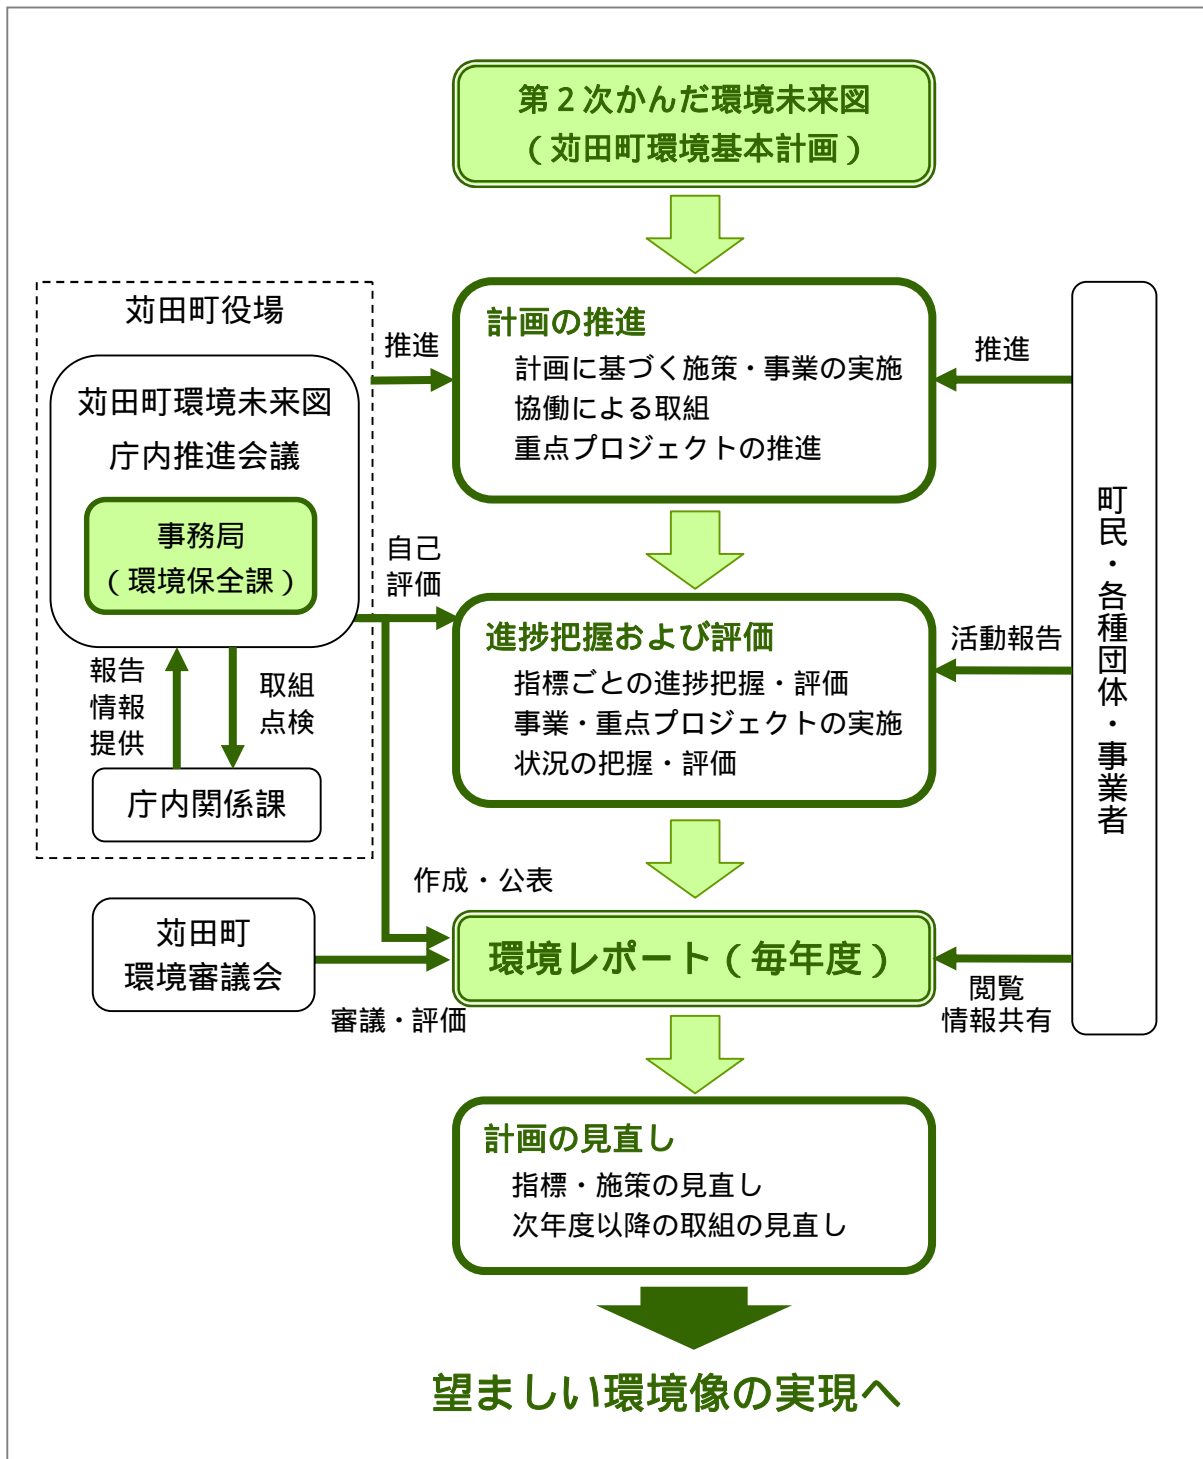 第２次かんだ環境未来図
（苅田町環境基本計画）
苅田町役場
苅田町環境未来図
庁内推進会議
事務局
（環境保全課）
報告
情報
提供
取組
点検
庁内関係課
苅田町
環境審議会
推進
計画の推進
計画に基づく施策・事業の実施
協働による取組
重点プロジェクトの推進
推進
自己
評価
進捗把握および評価
指標ごとの進捗把握・評価
事業・重点プロジェクトの実施
状況の把握・評価
活動報告
町民・各種団体・事業者
作成・公表
環境レポート（毎年度）
審議・評価
閲覧
情報共有
計画の見直し
指標・施策の見直し
次年度以降の取組の見直し
望ましい環境像の実現へ